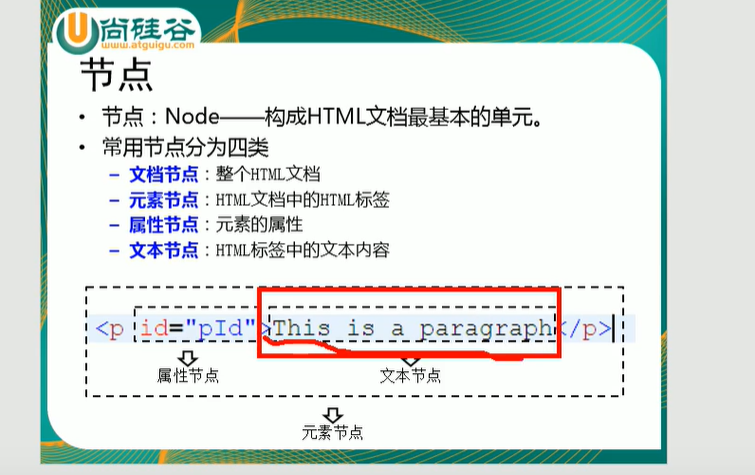 尚硅谷
www.atguigu.com
节点
• 节点：Node——构成HTML文档最基本的单元。
• 常用节点分为四类
– 文档节点：整个HTML文档
– 元素节点：HTML文档中的HTML标签
– 属性节点：元素的属性
– 文本节点：HTML标签中的文本内容
<p id="pId">This is a paragraph</p>
属性节点 文本节点
元素节点